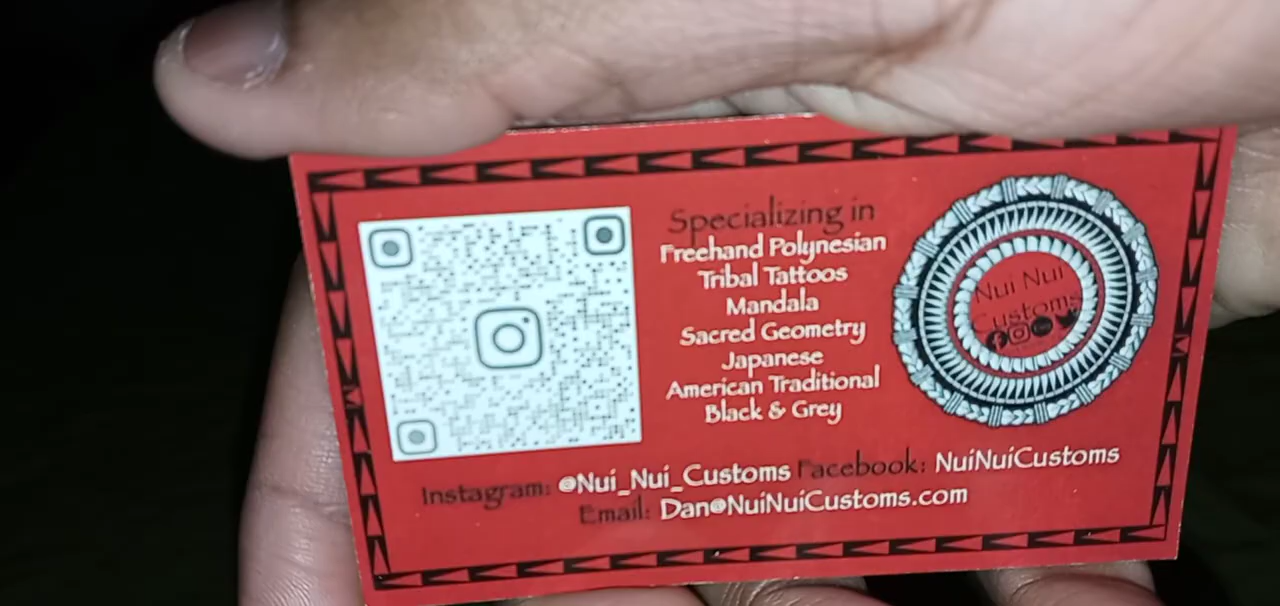 Specializing in
Freehand Polynesian
Tribal Tattoos
Mandala
Sacred Geometry
Japanese
American Traditional
Black & Grey
Nui Nui
Customs
Instagram: @Nui_Nui_Customs Facebook: NuiNuiCustoms
Email: Dan@NuiNuiCustoms.com